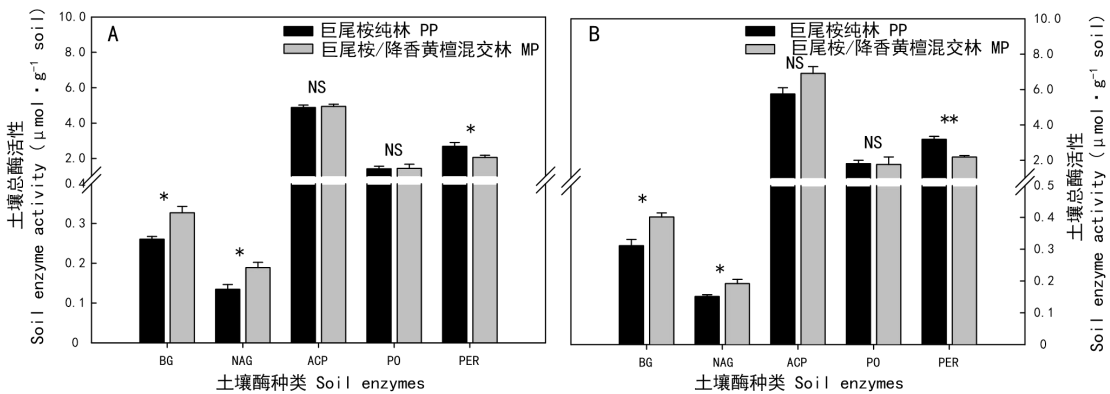 A
巨尾桉纯林 PP
巨尾桉/降香黄檀混交林 MP
土壤总酶活性
Soil enzyme activity (μmol·g⁻¹ soil)
10.0
8.0
6.0
4.0
2.0
0.4
0.3
0.2
0.1
0
*
*
NS
NS
*
BG NAG ACP PO PER
土壤酶种类 Soil enzymes
B
巨尾桉纯林 PP
巨尾桉/降香黄檀混交林 MP
*
*
NS
NS
**
BG NAG ACP PO PER
土壤酶种类 Soil enzymes
10.0
8.0
6.0
4.0
2.0
0.5
0.4
0.3
0.2
0.1
0
土壤总酶活性
Soil enzyme activity (μmol·g⁻¹ soil)